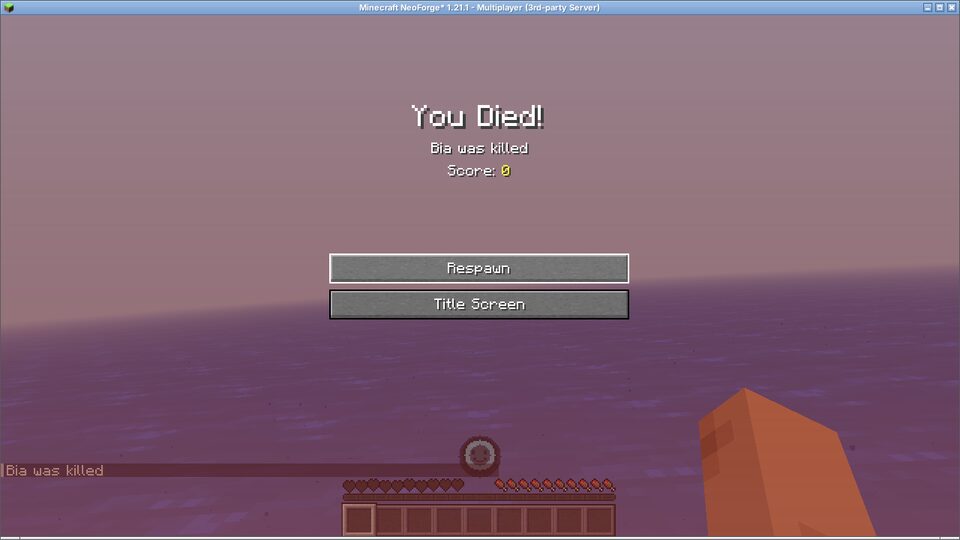 Minecraft NeoForge* 1.21.1 - Multiplayer (3rd-party Server)
You Died!
Bia was killed
Score: 0
Respawn
Title Screen
Bia was killed